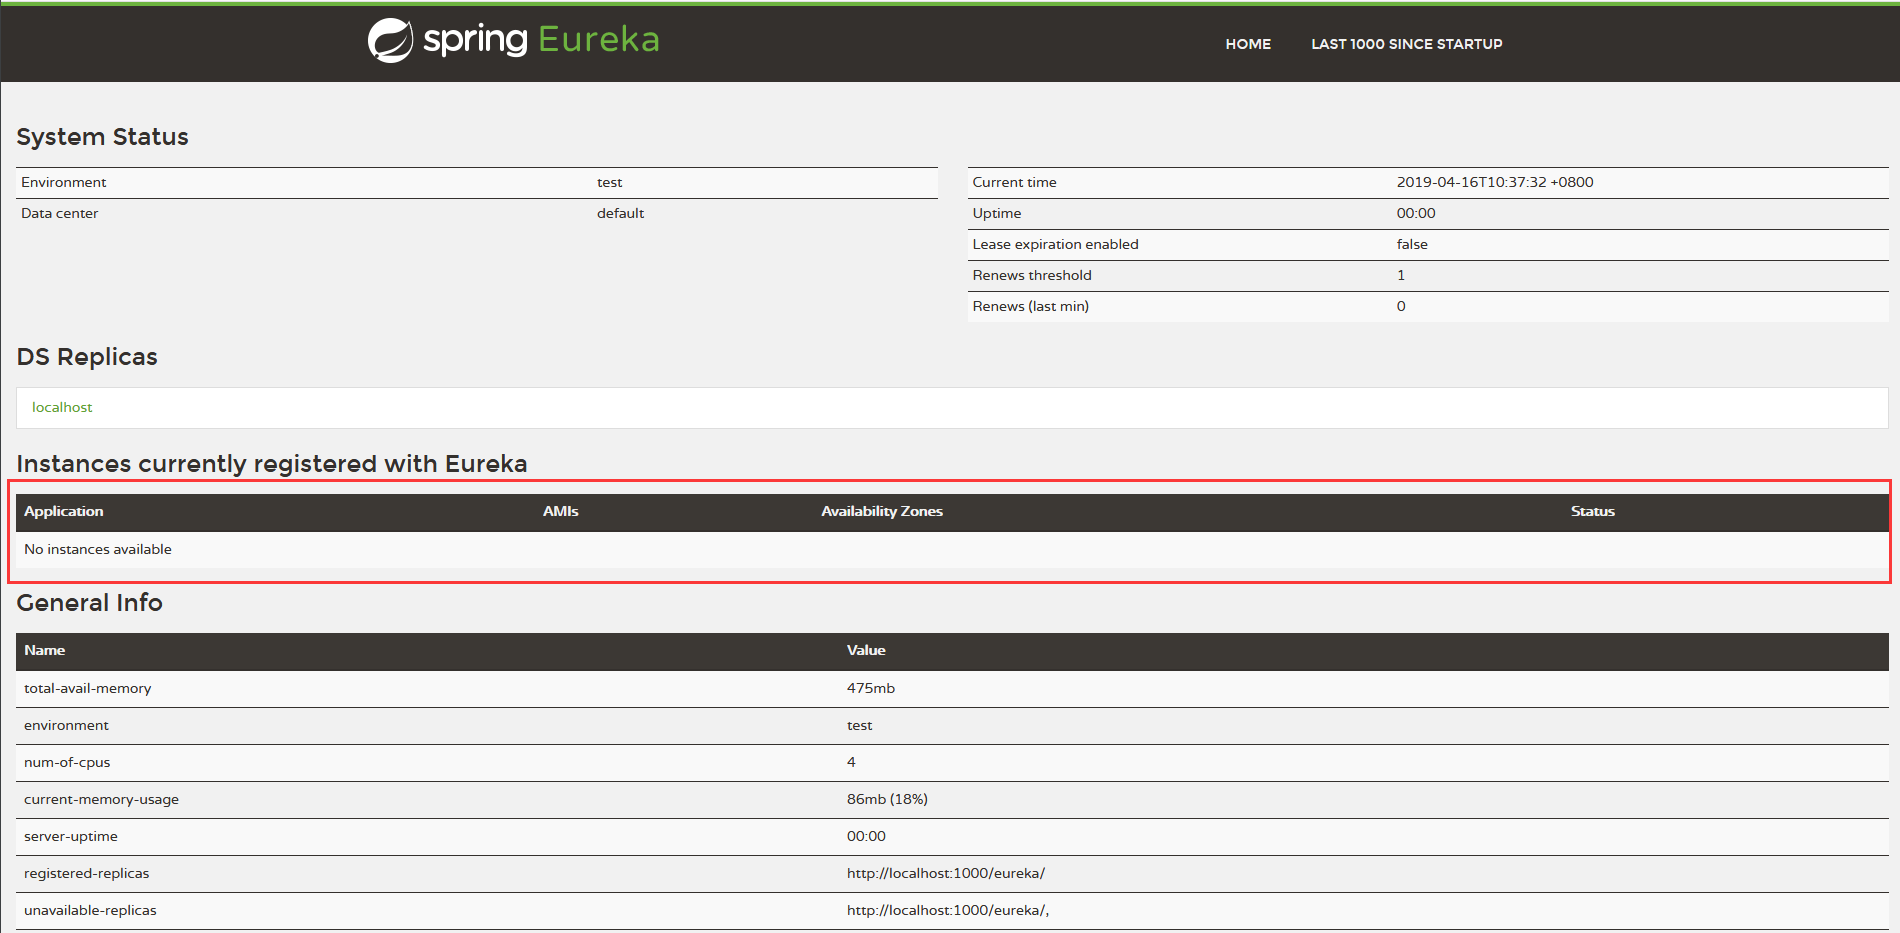 spring Eureka
HOME LAST 1000 SINCE STARTUP
System Status
Environment test
Data center default
Current time 2019-04-16T10:37:32 +0800
Uptime 00:00
Lease expiration enabled false
Renews threshold 1
Renews (last min) 0
DS Replicas
localhost
Instances currently registered with Eureka
Application AMIs Availability Zones Status
No instances available
General Info
Name Value
total-avail-memory 475mb
environment test
num-of-cpus 4
current-memory-usage 86mb (18%)
server-uptime 00:00
registered-replicas http://localhost:1000/eureka/
unavailable-replicas http://localhost:1000/eureka/,